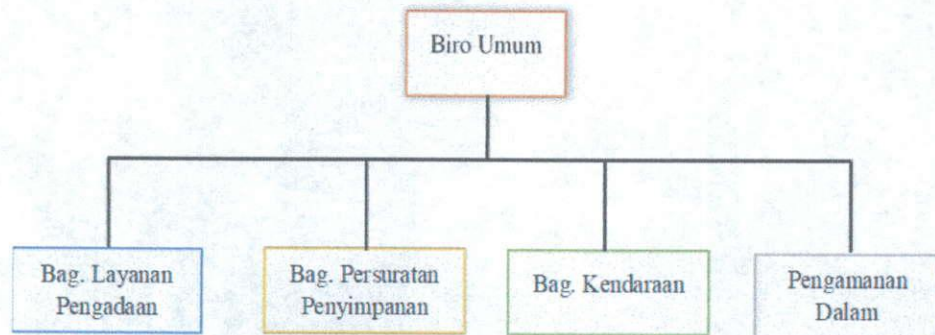 Biro Umum
Bag. Layanan
Pengadaan
Bag. Persuratan
Penyimpanan
Bag. Kendaraan
Pengamanan
Dalam